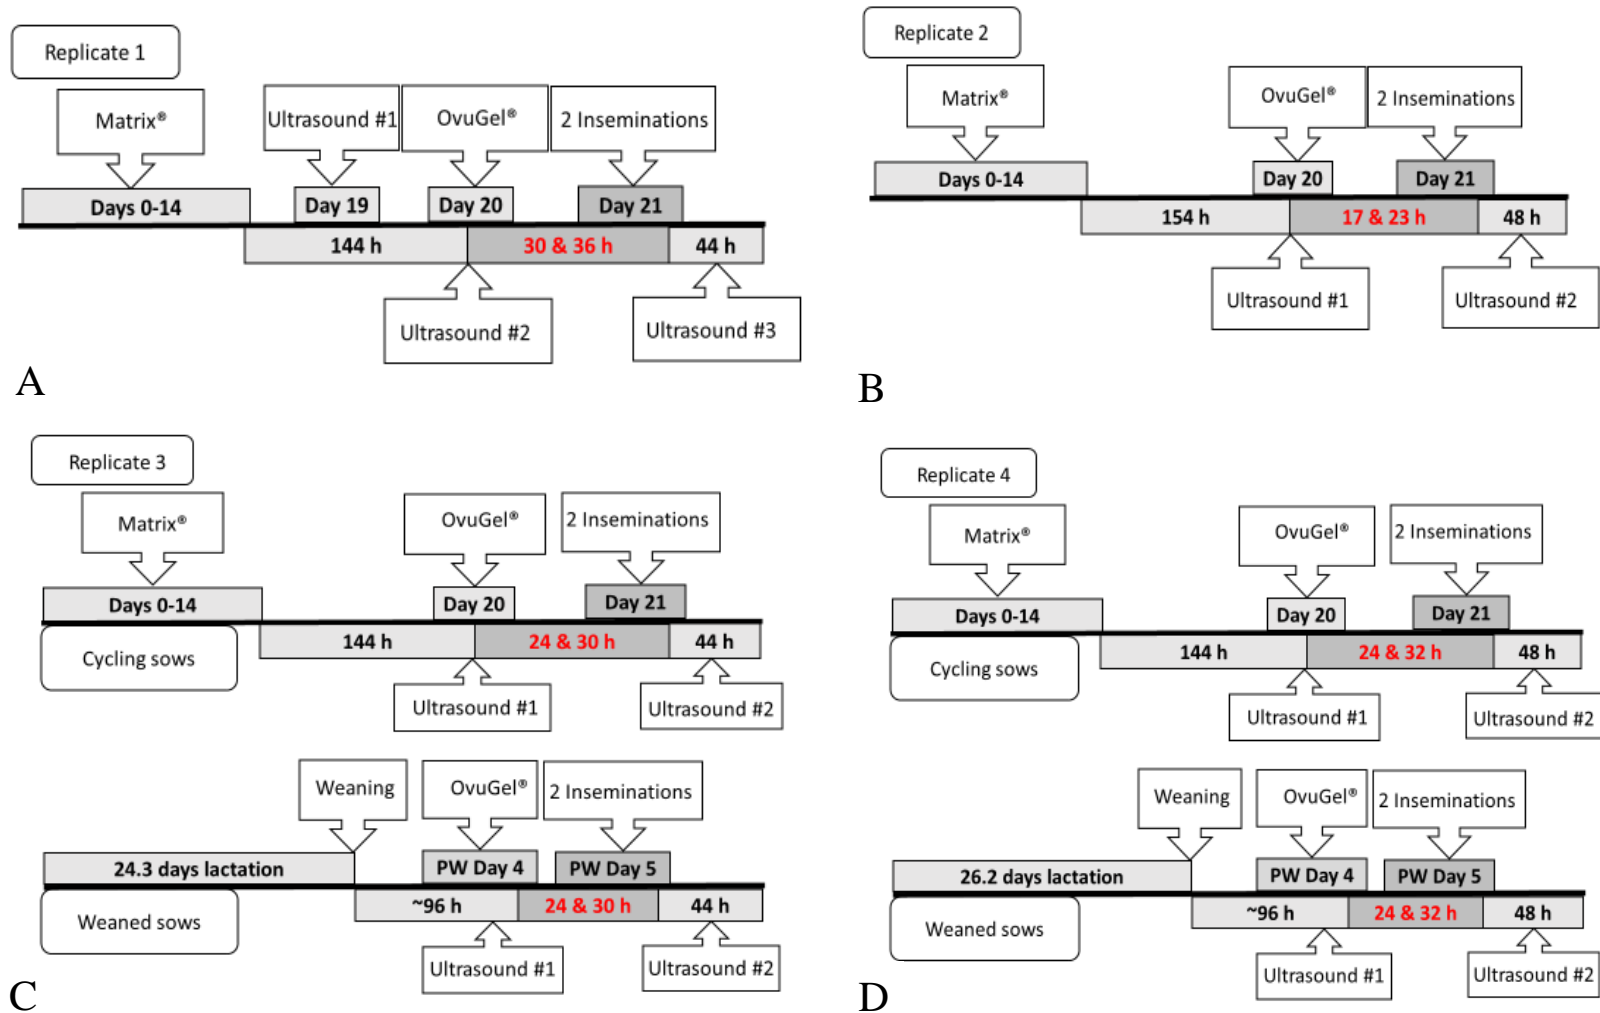 Replicate 1
Matrix®
Ultrasound #1
OvuGel®
2 Inseminations
Days 0-14
Day 19
Day 20
Day 21
144 h
30 & 36 h
44 h
Ultrasound #2
Ultrasound #3
A
Replicate 2
Matrix®
OvuGel®
2 Inseminations
Days 0-14
Day 20
Day 21
154 h
17 & 23 h
48 h
Ultrasound #1
Ultrasound #2
B
Replicate 3
Matrix®
OvuGel®
2 Inseminations
Days 0-14
Day 20
Day 21
Cycling sows
144 h
24 & 30 h
44 h
Ultrasound #1
Ultrasound #2
Weaning
OvuGel®
2 Inseminations
24.3 days lactation
PW Day 4
PW Day 5
Weaned sows
~96 h
24 & 30 h
44 h
Ultrasound #1
Ultrasound #2
C
Replicate 4
Matrix®
OvuGel®
2 Inseminations
Days 0-14
Day 20
Day 21
Cycling sows
144 h
24 & 32 h
48 h
Ultrasound #1
Ultrasound #2
Weaning
OvuGel®
2 Inseminations
26.2 days lactation
PW Day 4
PW Day 5
Weaned sows
~96 h
24 & 32 h
48 h
Ultrasound #1
Ultrasound #2
D